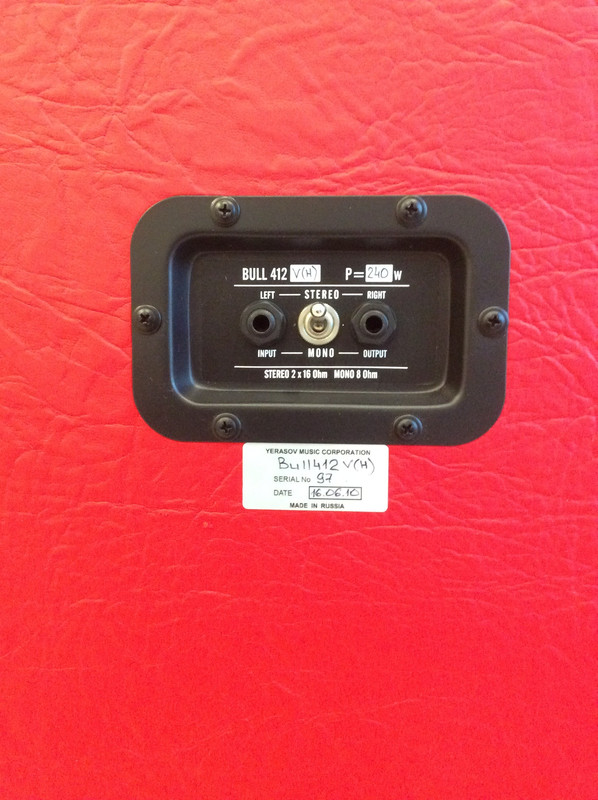 BULL 412 V(H) P= 240 W
LEFT STEREO RIGHT
INPUT MONO OUTPUT
STEREO 2 x 16 Ohm MONO 8 Ohm
YERASOV MUSIC CORPORATION
Bull412 V(H)
SERIAL No 97
DATE 16.06.10
MADE IN RUSSIA